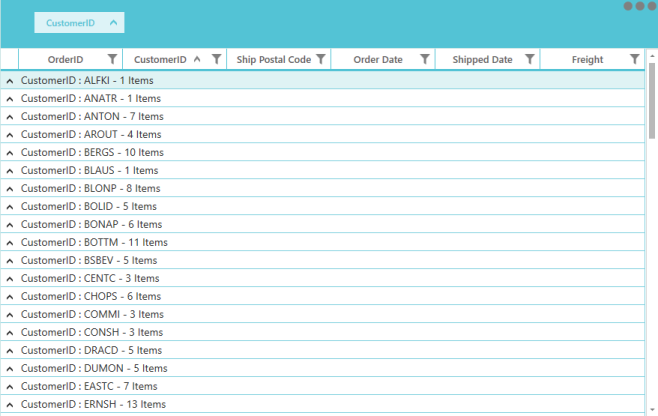 CustomerID
OrderID CustomerID Ship Postal Code Order Date Shipped Date Freight
CustomerID : ALFKI - 1 Items
CustomerID : ANATR - 1 Items
CustomerID : ANTON - 7 Items
CustomerID : AROUT - 4 Items
CustomerID : BERGS - 10 Items
CustomerID : BLAUS - 1 Items
CustomerID : BLONP - 8 Items
CustomerID : BOLID - 5 Items
CustomerID : BONAP - 6 Items
CustomerID : BOTTM - 11 Items
CustomerID : BSBEV - 5 Items
CustomerID : CENTC - 3 Items
CustomerID : CHOPS - 6 Items
CustomerID : COMMI - 3 Items
CustomerID : CONSH - 3 Items
CustomerID : DRACD - 5 Items
CustomerID : DUMON - 5 Items
CustomerID : EASTC - 7 Items
CustomerID : ERNSH - 13 Items